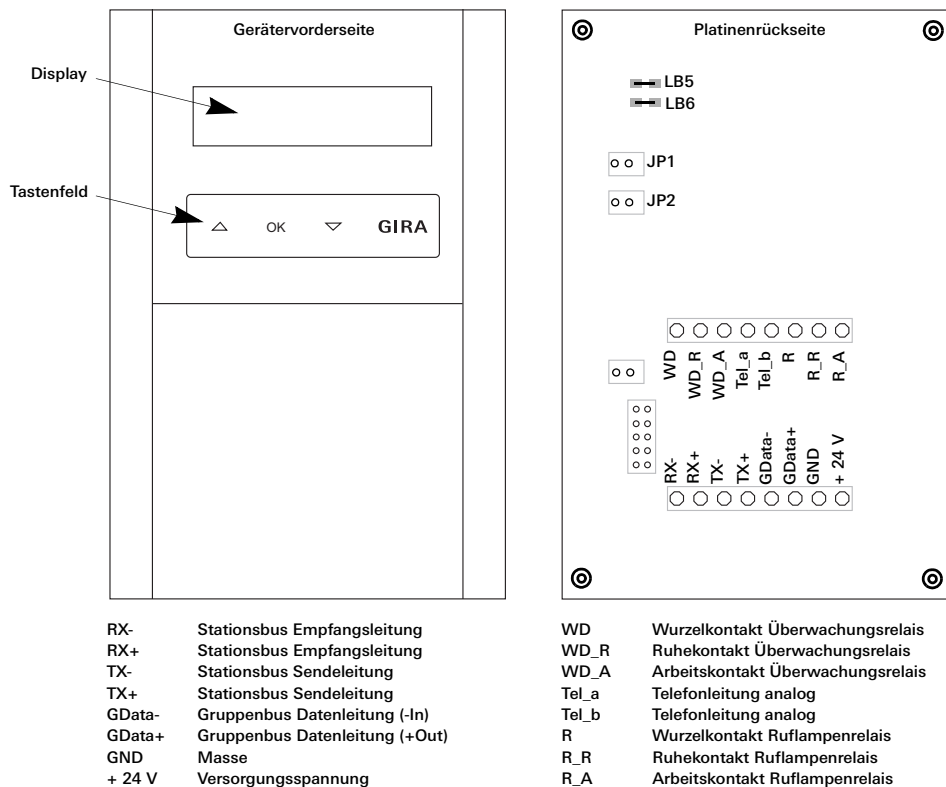 Gerätervorderseite
Display
Tastenfeld
OK
GIRA
Platinenrückseite
LB5
LB6
JP1
JP2
WD
WD_R
WD_A
Tel_a
Tel_b
R
R_R
R_A
RX-
RX+
TX-
TX+
GData-
GData+
GND
+ 24 V
RX- Stationsbus Empfangsleitung
RX+ Stationsbus Empfangsleitung
TX- Stationsbus Sendeleitung
TX+ Stationsbus Sendeleitung
GData- Gruppenbus Datenleitung (-In)
GData+ Gruppenbus Datenleitung (+Out)
GND Masse
+ 24 V Versorgungsspannung
WD Wurzelkontakt Überwachungsrelais
WD_R Ruhekontakt Überwachungsrelais
WD_A Arbeitskontakt Überwachungsrelais
Tel_a Telefonleitung analog
Tel_b Telefonleitung analog
R Wurzelkontakt Ruflampenrelais
R_R Ruhekontakt Ruflampenrelais
R_A Arbeitskontakt Ruflampenrelais